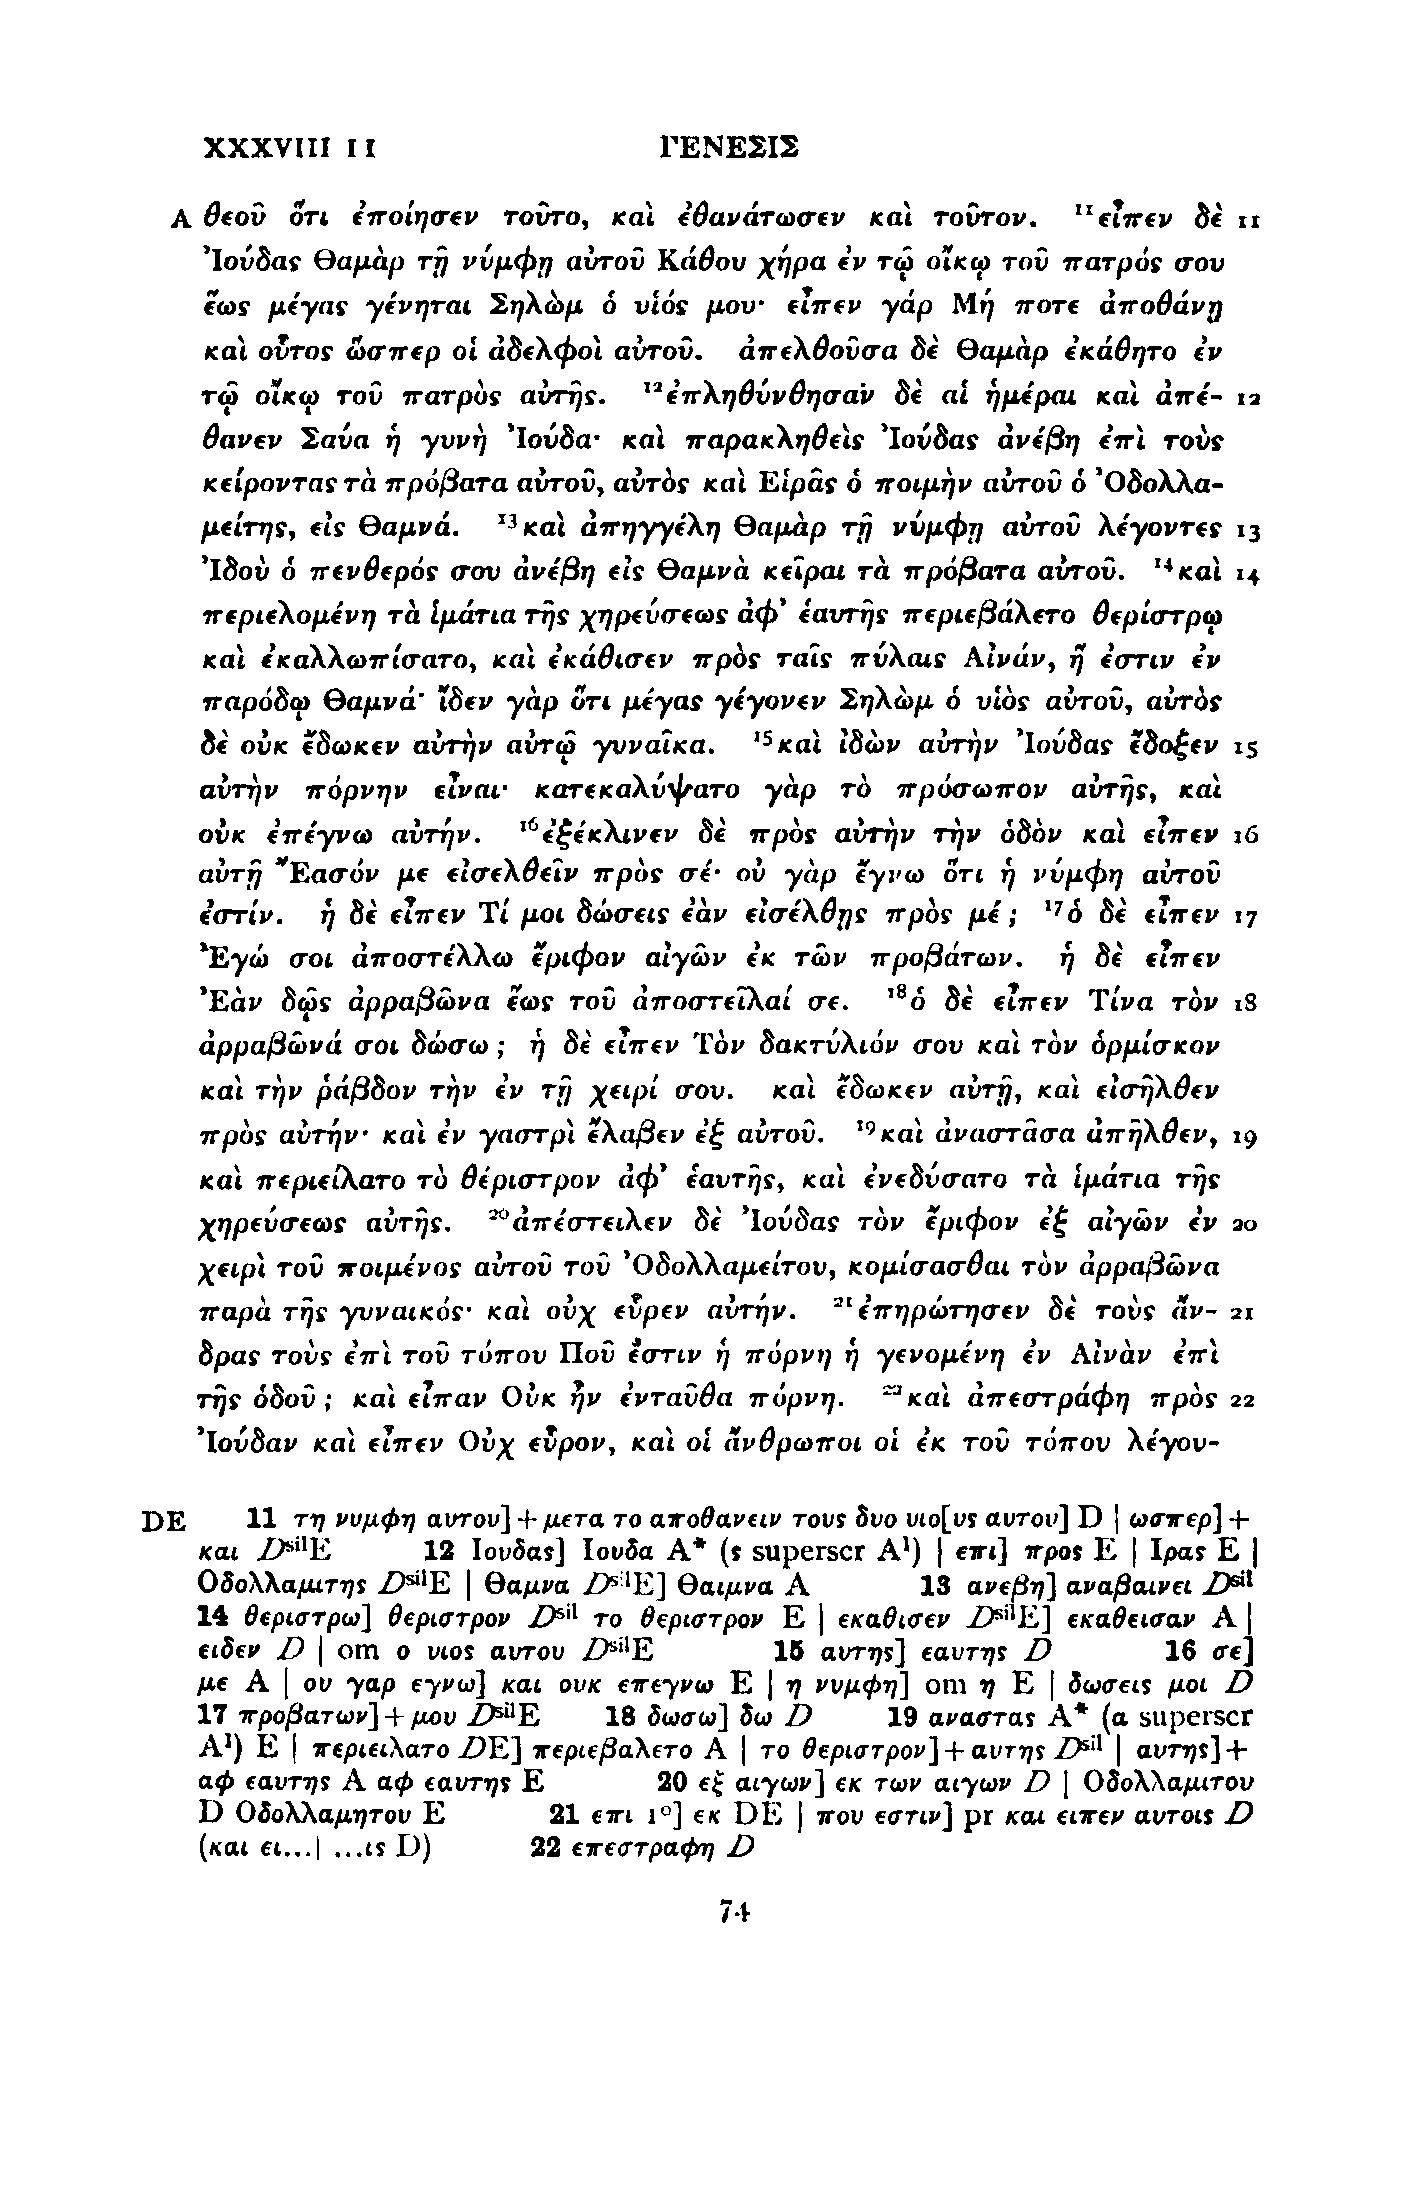 XXXVIII 11 ΓΕΝΕΣΙΣ
A θεοῦ ὅτι ἐποίησεν τοῦτο, καὶ ἐθανάτωσεν καὶ τοῦτον. ¹¹εἶπεν δὲ 11
Ἰούδας Θαμὰρ τῇ νύμφῃ αὐτοῦ Κάθου χήρα ἐν τῷ οἴκῳ τοῦ πατρός σου
ἕως μέγας γένηται Σηλὼμ ὁ υἱός μου· εἶπεν γάρ Μή ποτε ἀποθάνῃ
καὶ οὗτος ὥσπερ οἱ ἀδελφοὶ αὐτοῦ. ἀπελθοῦσα δὲ Θαμὰρ ἐκάθητο ἐν
τῷ οἴκῳ τοῦ πατρὸς αὐτῆς. ¹²ἐπληθύνθησαν δὲ αἱ ἡμέραι καὶ ἀπέ- 12
θανεν Σαύα ἡ γυνὴ Ἰούδα· καὶ παρακληθεὶς Ἰούδας ἀνέβη ἐπὶ τοὺς
κείροντας τὰ πρόβατα αὐτοῦ, αὐτὸς καὶ Εἰρὰς ὁ ποιμὴν αὐτοῦ ὁ Ὀδολλα-
μείτης, εἰς Θαμνά. ¹³καὶ ἀπηγγέλη Θαμὰρ τῇ νύμφῃ αὐτοῦ λέγοντες 13
Ἰδοὺ ὁ πενθερός σου ἀνέβη εἰς Θαμνὰ κεῖραι τὰ πρόβατα αὐτοῦ. ¹⁴καὶ 14
περιελομένη τὰ ἱμάτια τῆς χηρεύσεως ἀφ’ ἑαυτῆς περιεβάλετο θερίστρῳ
καὶ ἐκαλλωπίσατο, καὶ ἐκάθισεν πρὸς ταῖς πύλαις Αἰνάν, ἥ ἐστιν ἐν
παρόδῳ Θαμνά· ἴδεν γὰρ ὅτι μέγας γέγονεν Σηλὼμ ὁ υἱὸς αὐτοῦ, αὐτὸς
δὲ οὐκ ἔδωκεν αὐτὴν αὐτῷ γυναῖκα. ¹⁵καὶ ἰδὼν αὐτὴν Ἰούδας ἔδοξεν 15
αὐτὴν πόρνην εἶναι· κατεκαλύψατο γὰρ τὸ πρόσωπον αὐτῆς, καὶ
οὐκ ἐπέγνω αὐτήν. ¹⁶ἐξέκλινεν δὲ πρὸς αὐτὴν τὴν ὁδὸν καὶ εἶπεν 16
αὐτῇ Ἔασόν με εἰσελθεῖν πρὸς σέ· οὐ γὰρ ἔγνω ὅτι ἡ νύμφη αὐτοῦ
ἐστίν. ἡ δὲ εἶπεν Τί μοι δώσεις ἐὰν εἰσέλθῃς πρὸς μέ; ¹⁷ὁ δὲ εἶπεν 17
Ἐγώ σοι ἀποστέλλω ἔριφον αἰγῶν ἐκ τῶν προβάτων. ἡ δὲ εἶπεν
Ἐὰν δῷς ἀρραβῶνα ἕως τοῦ ἀποστεῖλαί σε. ¹⁸ὁ δὲ εἶπεν Τίνα τὸν 18
ἀρραβῶνά σοι δώσω; ἡ δὲ εἶπεν Τὸν δακτύλιόν σου καὶ τὸν ὁρμίσκον
καὶ τὴν ῥάβδον τὴν ἐν τῇ χειρί σου. καὶ ἔδωκεν αὐτῇ, καὶ εἰσῆλθεν
πρὸς αὐτήν· καὶ ἐν γαστρὶ ἔλαβεν ἐξ αὐτοῦ. ¹⁹καὶ ἀναστᾶσα ἀπῆλθεν, 19
καὶ περιείλατο τὸ θέριστρον ἀφ’ ἑαυτῆς, καὶ ἐνεδύσατο τὰ ἱμάτια τῆς
χηρεύσεως αὐτῆς. ²⁰ἀπέστειλεν δὲ Ἰούδας τὸν ἔριφον ἐξ αἰγῶν ἐν 20
χειρὶ τοῦ ποιμένος αὐτοῦ τοῦ Ὀδολλαμείτου, κομίσασθαι τὸν ἀρραβῶνα
παρὰ τῆς γυναικός· καὶ οὐχ εὗρεν αὐτήν. ²¹ἐπηρώτησεν δὲ τοὺς ἄν- 21
δρας τοὺς ἐπὶ τοῦ τόπου Ποῦ ἔστιν ἡ πόρνη ἡ γενομένη ἐν Αἰνὰν ἐπὶ
τῆς ὁδοῦ; καὶ εἶπαν Οὐκ ἦν ἐνταῦθα πόρνη. ²²καὶ ἀπεστράφη πρὸς 22
Ἰούδαν καὶ εἶπεν Οὐχ εὗρον, καὶ οἱ ἄνθρωποι οἱ ἐκ τοῦ τόπου λέγου-
DE 11 τη νυμφη αυτου]+μετα το αποθανειν τους δυο υιο[υς αυτου] D | ωσπερ]+
και Dˢⁱˡ E 12 Ιουδας] Ιουδα A* (s superscr A¹) | επι] προς E | Ιρας E |
Οδολλαμιτης Dˢⁱˡ E | Θαμνα Dˢⁱˡ E] Θαιμνα A 13 ανεβη] αναβαινει Dˢⁱˡ
14 θεριστρω] θεριστρον Dˢⁱˡ το θεριστρον E | εκαθισεν Dˢⁱˡ E] εκαθεισαν A |
ειδεν D | om ο υιος αυτου Dˢⁱˡ E 15 αυτης] εαυτης D 16 σε]
με A | ου γαρ εγνω] και ουκ επεγνω E | η νυμφη] om η E | δωσεις μοι D
17 προβατων]+μου Dˢⁱˡ E 18 δωσω] δω D 19 αναστας A* (α superscr
A¹) E | περιειλατο DE] περιεβαλετο A | το θεριστρον]+αυτης Dˢⁱˡ | αυτης]+
αφ εαυτης A αφ εαυτης E 20 εξ αιγων] εκ των αιγων D | Οδολλαμιτου
D Οδολλαμητου E 21 επι 1°] εκ DE | που εστιν] pr και ειπεν αυτοις D
(και ει...| ...ις D) 22 επεστραφη D
74